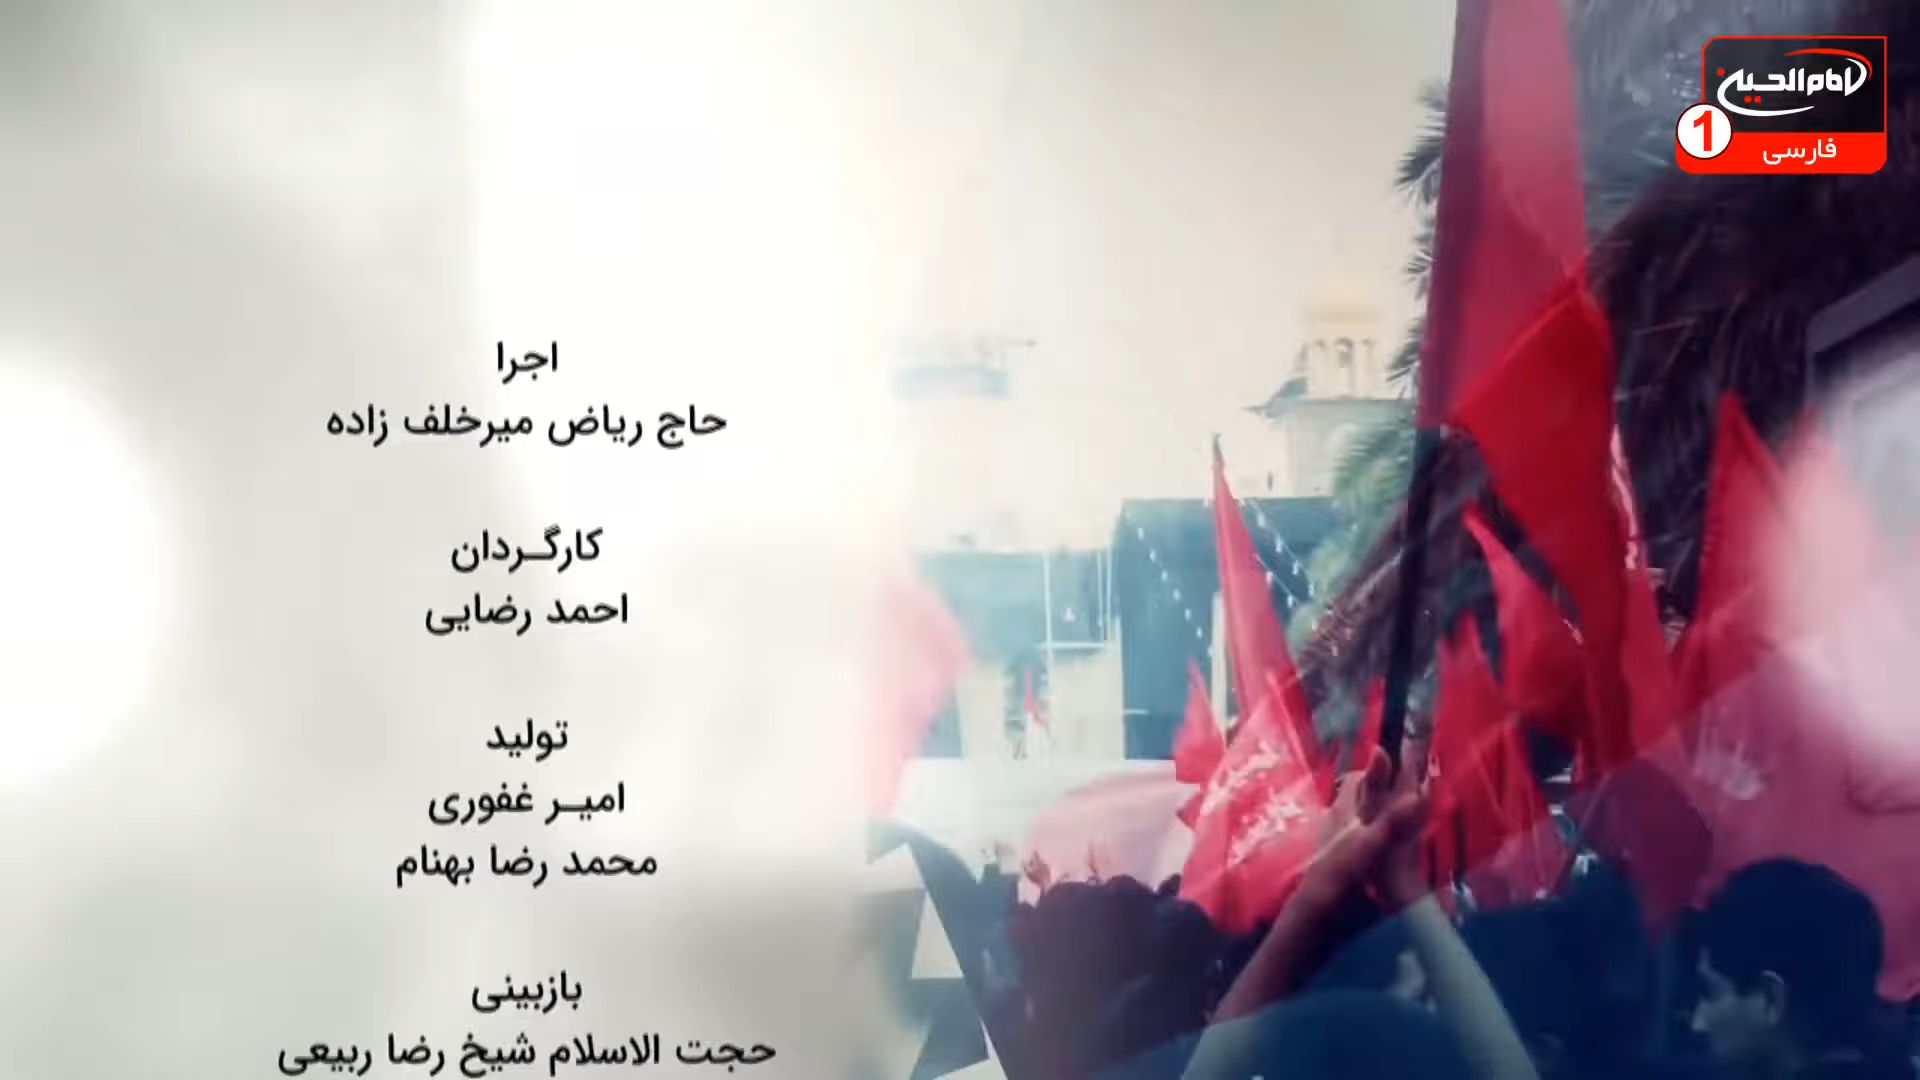 امام الحسین
1
فارسی
اجرا
حاج ریاض میرخلف زاده
کارگـردان
احمد رضایی
تولید
امیـر غفوری
محمد رضا بهنام
بازبینی
حجت الاسلام شیخ رضا ربیعی